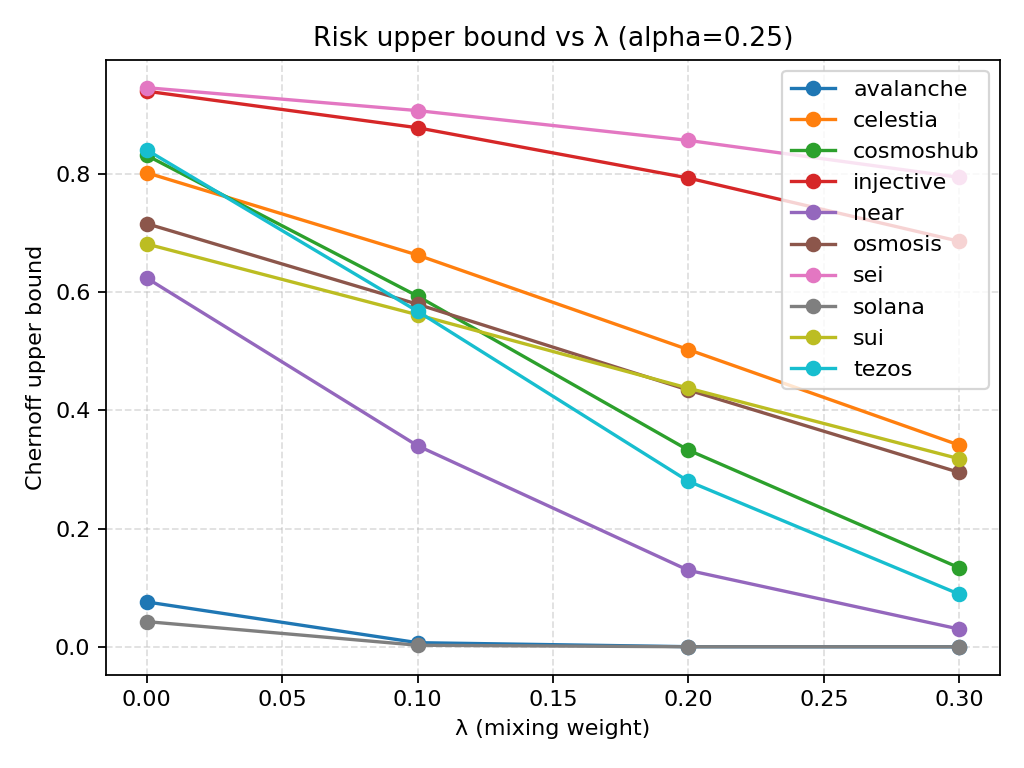 Risk upper bound vs λ (alpha=0.25)
Chernoff upper bound
0.8
0.6
0.4
0.2
0.0
avalanche
celestia
cosmoshub
injective
near
osmosis
sei
solana
sui
tezos
0.00 0.05 0.10 0.15 0.20 0.25 0.30
λ (mixing weight)